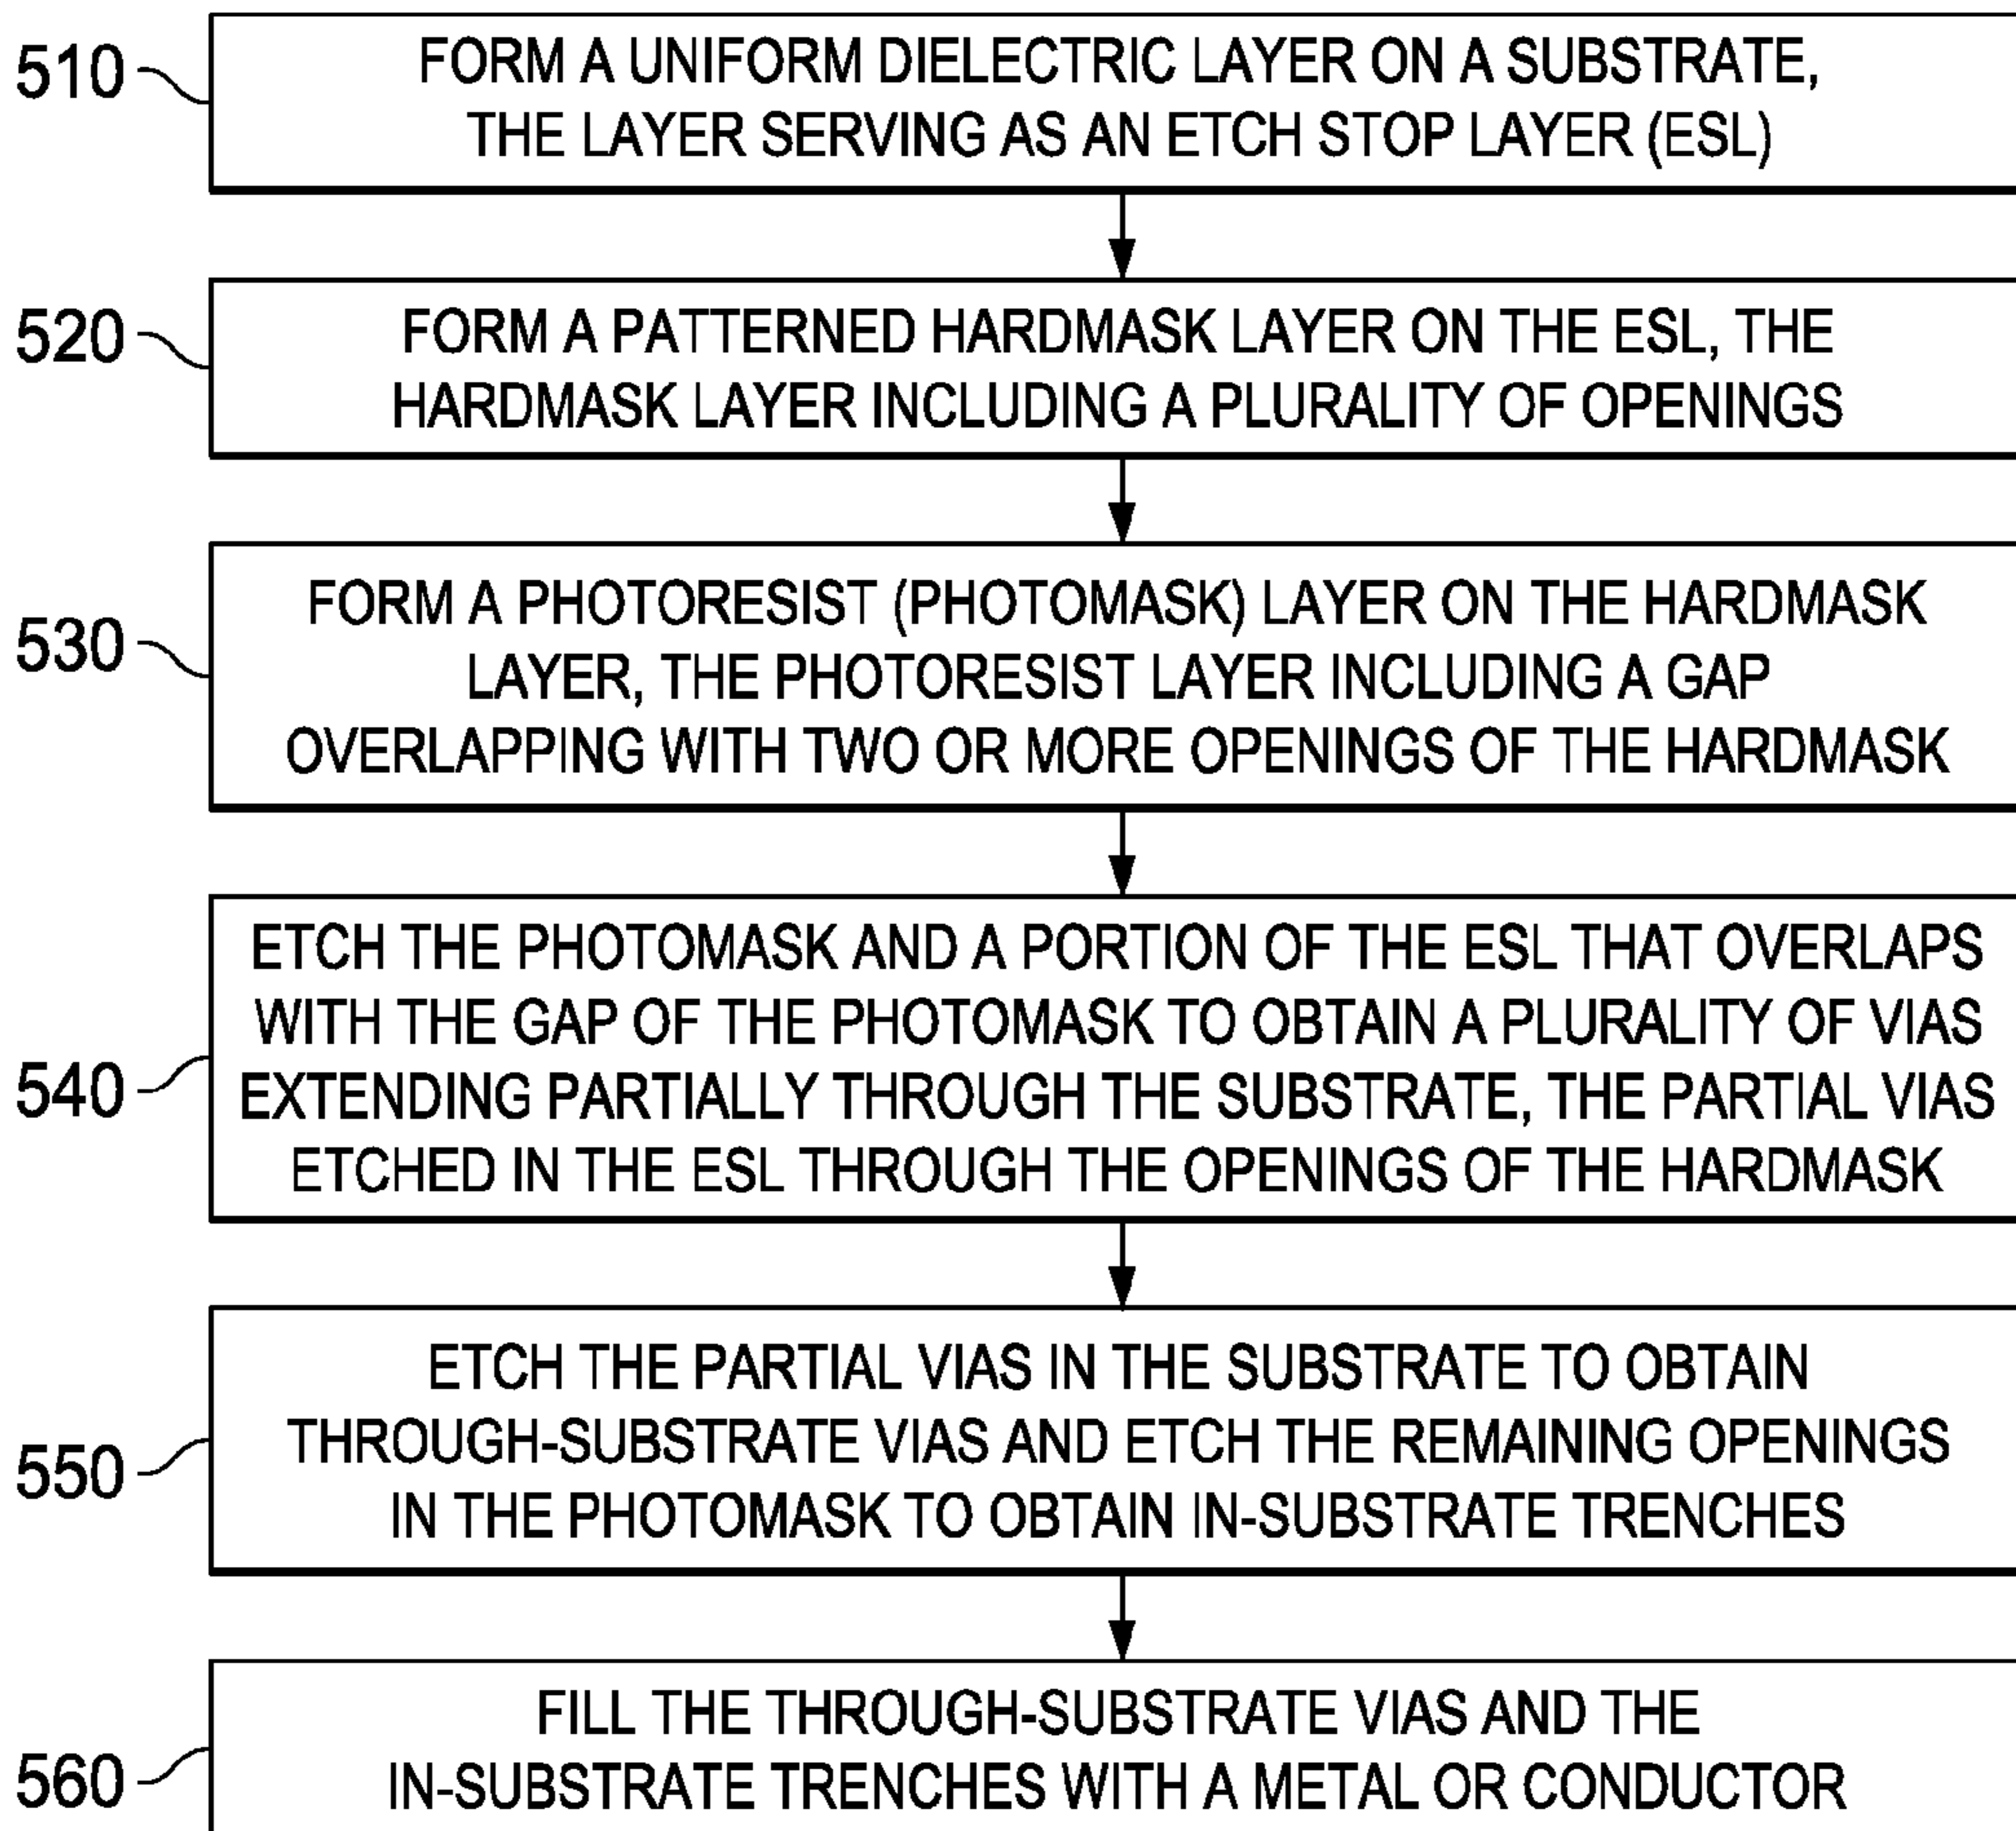 510
FORM A UNIFORM DIELECTRIC LAYER ON A SUBSTRATE,
THE LAYER SERVING AS AN ETCH STOP LAYER (ESL)
520
FORM A PATTERNED HARDMASK LAYER ON THE ESL, THE
HARDMASK LAYER INCLUDING A PLURALITY OF OPENINGS
530
FORM A PHOTORESIST (PHOTOMASK) LAYER ON THE HARDMASK
LAYER, THE PHOTORESIST LAYER INCLUDING A GAP
OVERLAPPING WITH TWO OR MORE OPENINGS OF THE HARDMASK
540
ETCH THE PHOTOMASK AND A PORTION OF THE ESL THAT OVERLAPS
WITH THE GAP OF THE PHOTOMASK TO OBTAIN A PLURALITY OF VIAS
EXTENDING PARTIALLY THROUGH THE SUBSTRATE, THE PARTIAL VIAS
ETCHED IN THE ESL THROUGH THE OPENINGS OF THE HARDMASK
550
ETCH THE PARTIAL VIAS IN THE SUBSTRATE TO OBTAIN
THROUGH-SUBSTRATE VIAS AND ETCH THE REMAINING OPENINGS
IN THE PHOTOMASK TO OBTAIN IN-SUBSTRATE TRENCHES
560
FILL THE THROUGH-SUBSTRATE VIAS AND THE
IN-SUBSTRATE TRENCHES WITH A METAL OR CONDUCTOR